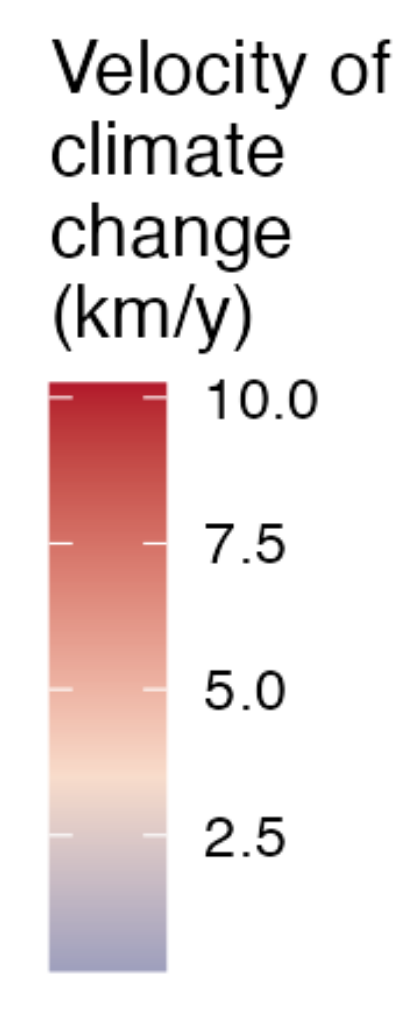 Velocity of
climate
change
(km/y)
10.0
7.5
5.0
2.5